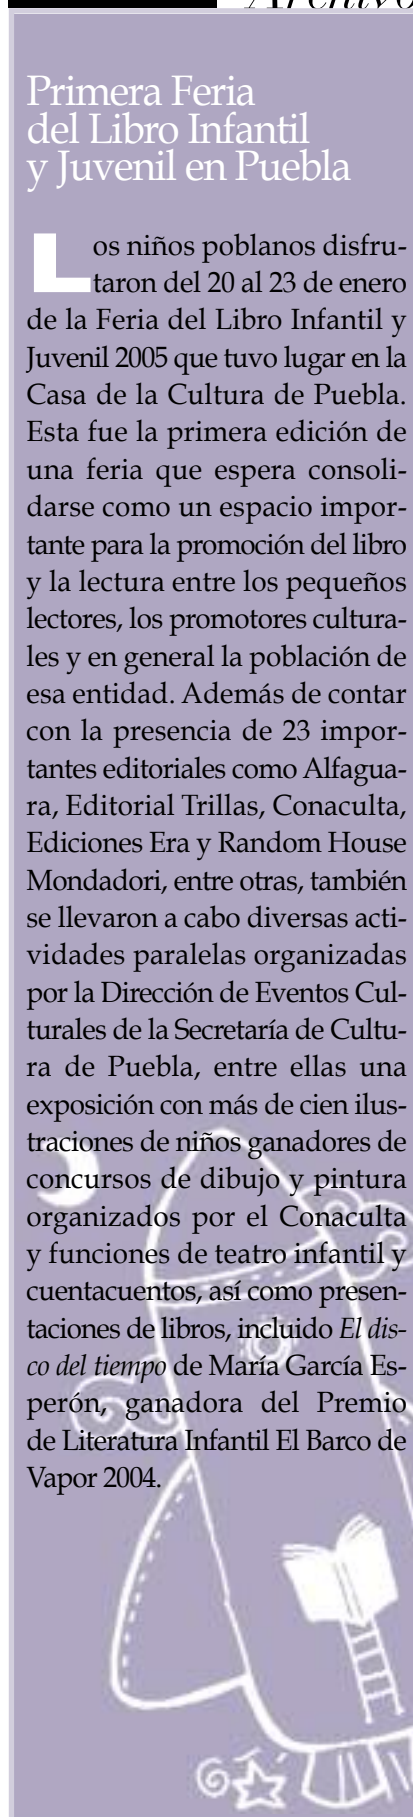 Primera Feria
del Libro Infantil
y Juvenil en Puebla
Los niños poblanos disfru-
taron del 20 al 23 de enero
de la Feria del Libro Infantil y
Juvenil 2005 que tuvo lugar en la
Casa de la Cultura de Puebla.
Esta fue la primera edición de
una feria que espera consoli-
darse como un espacio impor-
tante para la promoción del libro
y la lectura entre los pequeños
lectores, los promotores cultura-
les y en general la población de
esa entidad. Además de contar
con la presencia de 23 impor-
tantes editoriales como Alfagua-
ra, Editorial Trillas, Conaculta,
Ediciones Era y Random House
Mondadori, entre otras, también
se llevaron a cabo diversas acti-
vidades paralelas organizadas
por la Dirección de Eventos Cul-
turales de la Secretaría de Cultu-
ra de Puebla, entre ellas una
exposición con más de cien ilus-
traciones de niños ganadores de
concursos de dibujo y pintura
organizados por el Conaculta
y funciones de teatro infantil y
cuentacuentos, así como presen-
taciones de libros, incluido El dis-
co del tiempo de María García Es-
perón, ganadora del Premio
de Literatura Infantil El Barco de
Vapor 2004.